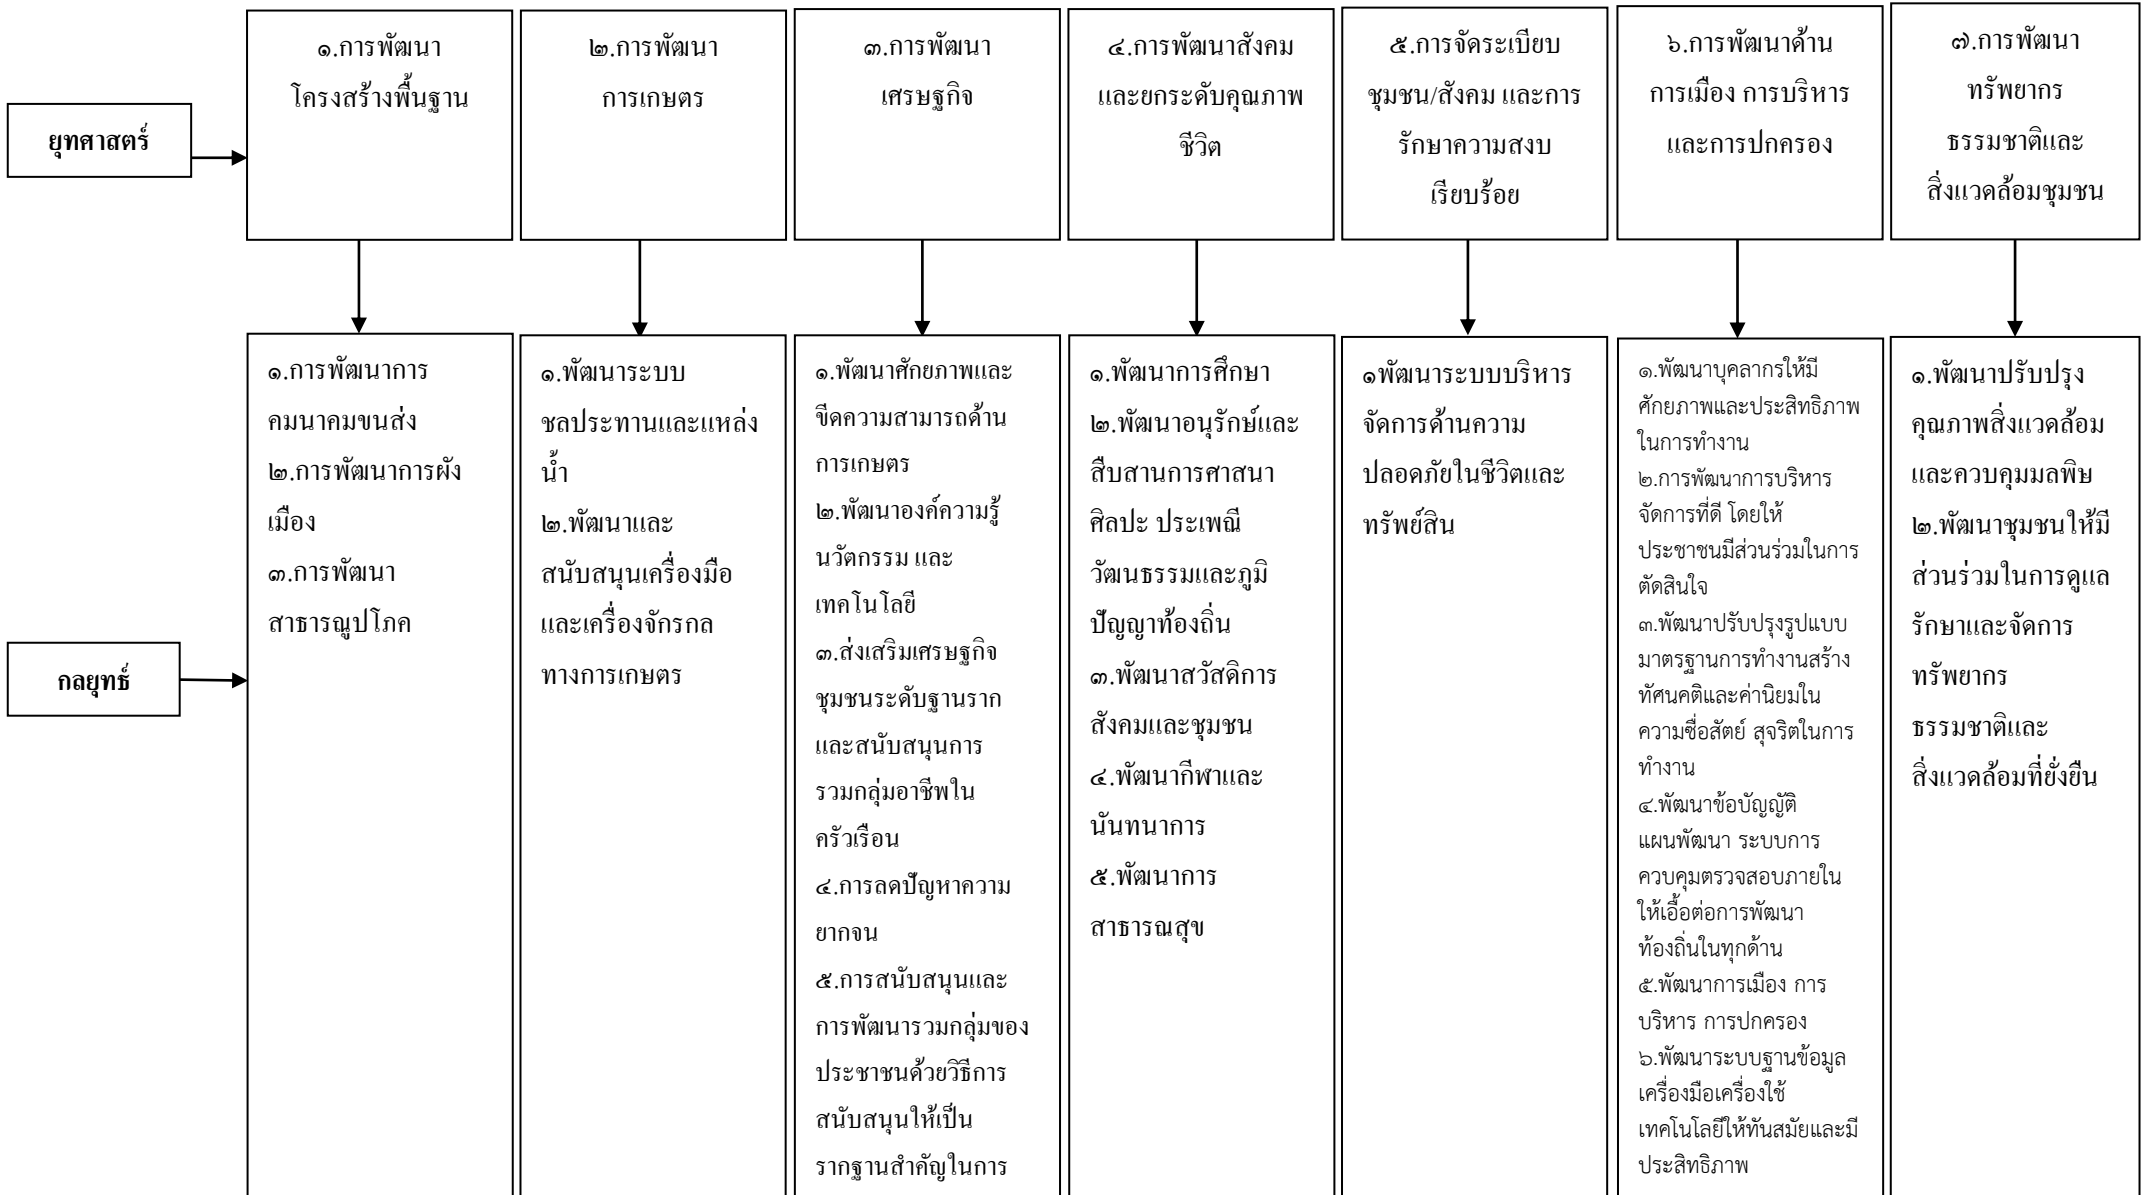 ยุทศาสตร์
๑.การพัฒนา
โครงสร้างพื้นฐาน
๒.การพัฒนา
การเกษตร
๓.การพัฒนา
เศรษฐกิจ
๔.การพัฒนาสังคม
และยกระดับคุณภาพ
ชีวิต
๕.การจัดระเบียบ
ชุมชน/สังคม และการ
รักษาความสงบ
เรียบร้อย
๖.การพัฒนาด้าน
การเมือง การบริหาร
และการปกครอง
๗.การพัฒนา
ทรัพยากร
ธรรมชาติและ
สิ่งแวดล้อมชุมชน
กลยุทธ์
๑.การพัฒนาการ
คมนาคมขนส่ง
๒.การพัฒนาการผัง
เมือง
๓.การพัฒนา
สาธารณูปโภค
๑.พัฒนาระบบ
ชลประทานและแหล่ง
น้ำ
๒.พัฒนาและ
สนับสนุนเครื่องมือ
และเครื่องจักรกล
ทางการเกษตร
๑.พัฒนาศักยภาพและ
ขีดความสามารถด้าน
การเกษตร
๒.พัฒนาองค์ความรู้
นวัตกรรม และ
เทคโนโลยี
๓.ส่งเสริมเศรษฐกิจ
ชุมชนระดับฐานราก
และสนับสนุนการ
รวมกลุ่มอาชีพใน
ครัวเรือน
๔.การลดปัญหาความ
ยากจน
๕.การสนับสนุนและ
การพัฒนารวมกลุ่มของ
ประชาชนด้วยวิธีการ
สนับสนุนให้เป็น
รากฐานสำคัญในการ
๑.พัฒนาการศึกษา
๒.พัฒนาอนุรักษ์และ
สืบสานการศาสนา
ศิลปะ ประเพณี
วัฒนธรรมและภูมิ
ปัญญาท้องถิ่น
๓.พัฒนาสวัสดิการ
สังคมและชุมชน
๔.พัฒนากีฬาและ
นันทนาการ
๕.พัฒนาการ
สาธารณสุข
๑พัฒนาระบบบริหาร
จัดการด้านความ
ปลอดภัยในชีวิตและ
ทรัพย์สิน
๑.พัฒนาบุคลากรให้มี
ศักยภาพและประสิทธิภาพ
ในการทำงาน
๒.การพัฒนาการบริหาร
จัดการที่ดี โดยให้
ประชาชนมีส่วนร่วมในการ
ตัดสินใจ
๓.พัฒนาปรับปรุงรูปแบบ
มาตรฐานการทำงานสร้าง
ทัศนคติและค่านิยมใน
ความซื่อสัตย์ สุจริตในการ
ทำงาน
๔.พัฒนาข้อบัญญัติ
แผนพัฒนา ระบบการ
ควบคุมตรวจสอบภายใน
ให้เอื้อต่อการพัฒนา
ท้องถิ่นในทุกด้าน
๕.พัฒนาการเมือง การ
บริหาร การปกครอง
๖.พัฒนาระบบฐานข้อมูล
เครื่องมือเครื่องใช้
เทคโนโลยีให้ทันสมัยและมี
ประสิทธิภาพ
๑.พัฒนาปรับปรุง
คุณภาพสิ่งแวดล้อม
และควบคุมมลพิษ
๒.พัฒนาชุมชนให้มี
ส่วนร่วมในการดูแล
รักษาและจัดการ
ทรัพยากร
ธรรมชาติและ
สิ่งแวดล้อมที่ยั่งยืน